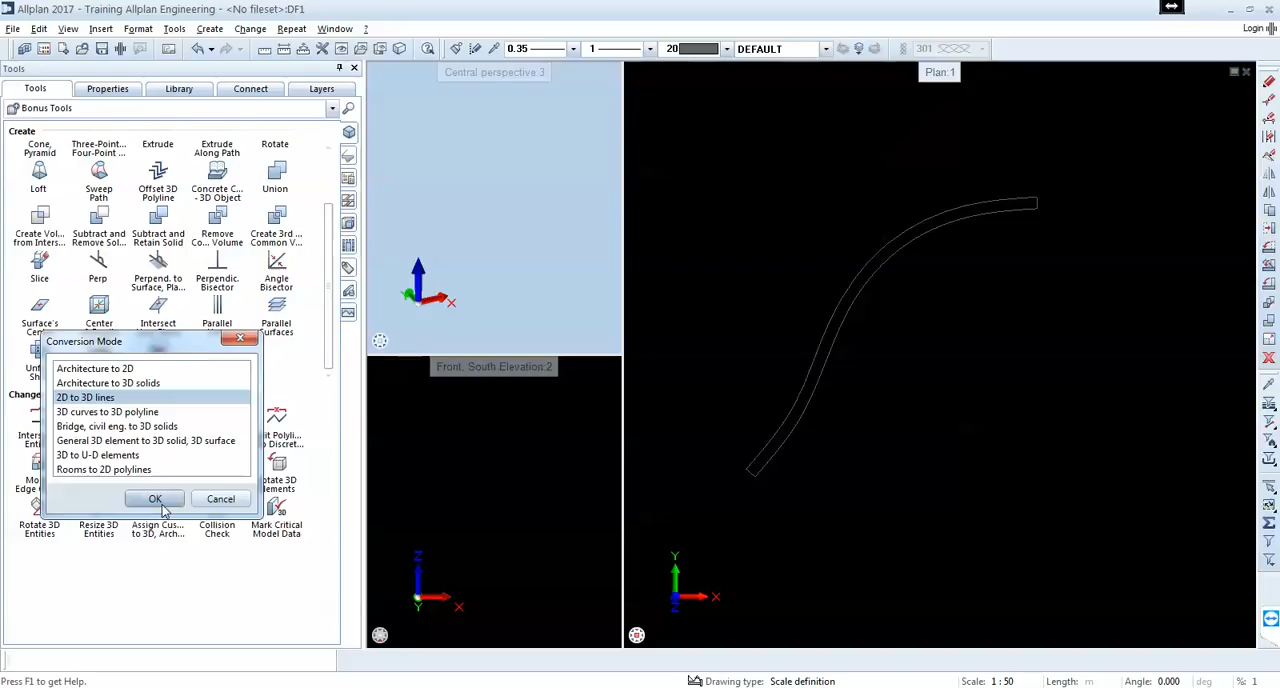 Allplan 2017 - Training Allplan Engineering - <No fileset>:DF1
File Edit View Insert Format Tools Create Change Repeat Window ?
Login
0.35 1 20 DEFAULT 301
Tools
Tools Properties Library Connect Layers
Bonus Tools
Create
Cone, Pyramid
Three-Point... Four-Point ...
Extrude
Extrude Along Path
Rotate
Loft
Sweep Path
Offset 3D Polyline
Concrete C... - 3D Object
Union
Create Vol... from Inters...
Subtract and Remove Sol...
Subtract and Retain Solid
Remove Co... Volume
Create 3rd ... Common V...
Slice
Perp
Perpend. to Surface, Pla...
Perpendic. Bisector
Angle Bisector
Surface's
Center
Intersect
Parallel
Parallel Surfaces
Conversion Mode
Architecture to 2D
Architecture to 3D solids
2D to 3D lines
3D curves to 3D polyline
Bridge, civil eng. to 3D solids
General 3D element to 3D solid, 3D surface
3D to U-D elements
Rooms to 2D polylines
OK Cancel
Rotate 3D Entities
Resize 3D Entities
Assign Cus... to 3D, Arch...
Collision Check
Mark Critical Model Data
Central perspective:3
X
Front, South Elevation:2
Z
Y
X
Plan:1
Y
X
Z
Press F1 to get Help.
Drawing type: Scale definition Scale: 1 : 50 Length: m Angle: 0.000 deg %: 1